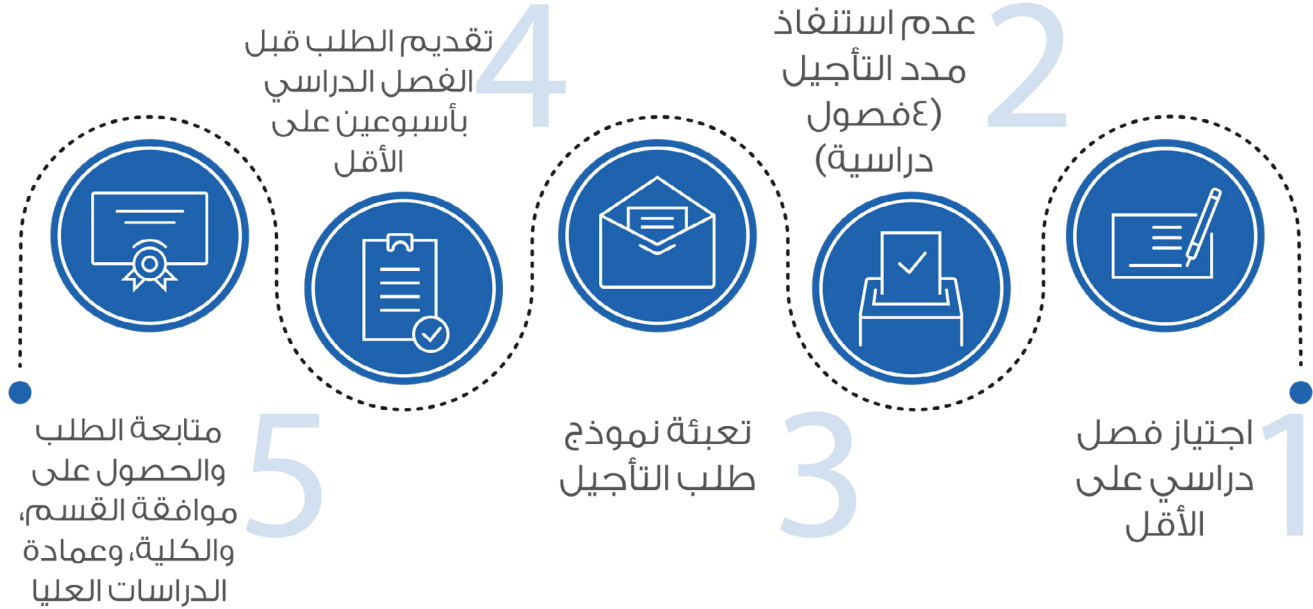 1
اجتياز فصل
دراسي على
الأقل
2
عدم استنفاذ
مدد التأجيل
(٤فصول
دراسية)
3
تعبئة نموذج
طلب التأجيل
4
تقديم الطلب قبل
الفصل الدراسي
بأسبوعين على
الأقل
5
متابعة الطلب
والحصول على
موافقة القسم،
والكلية، وعمادة
الدراسات العليا